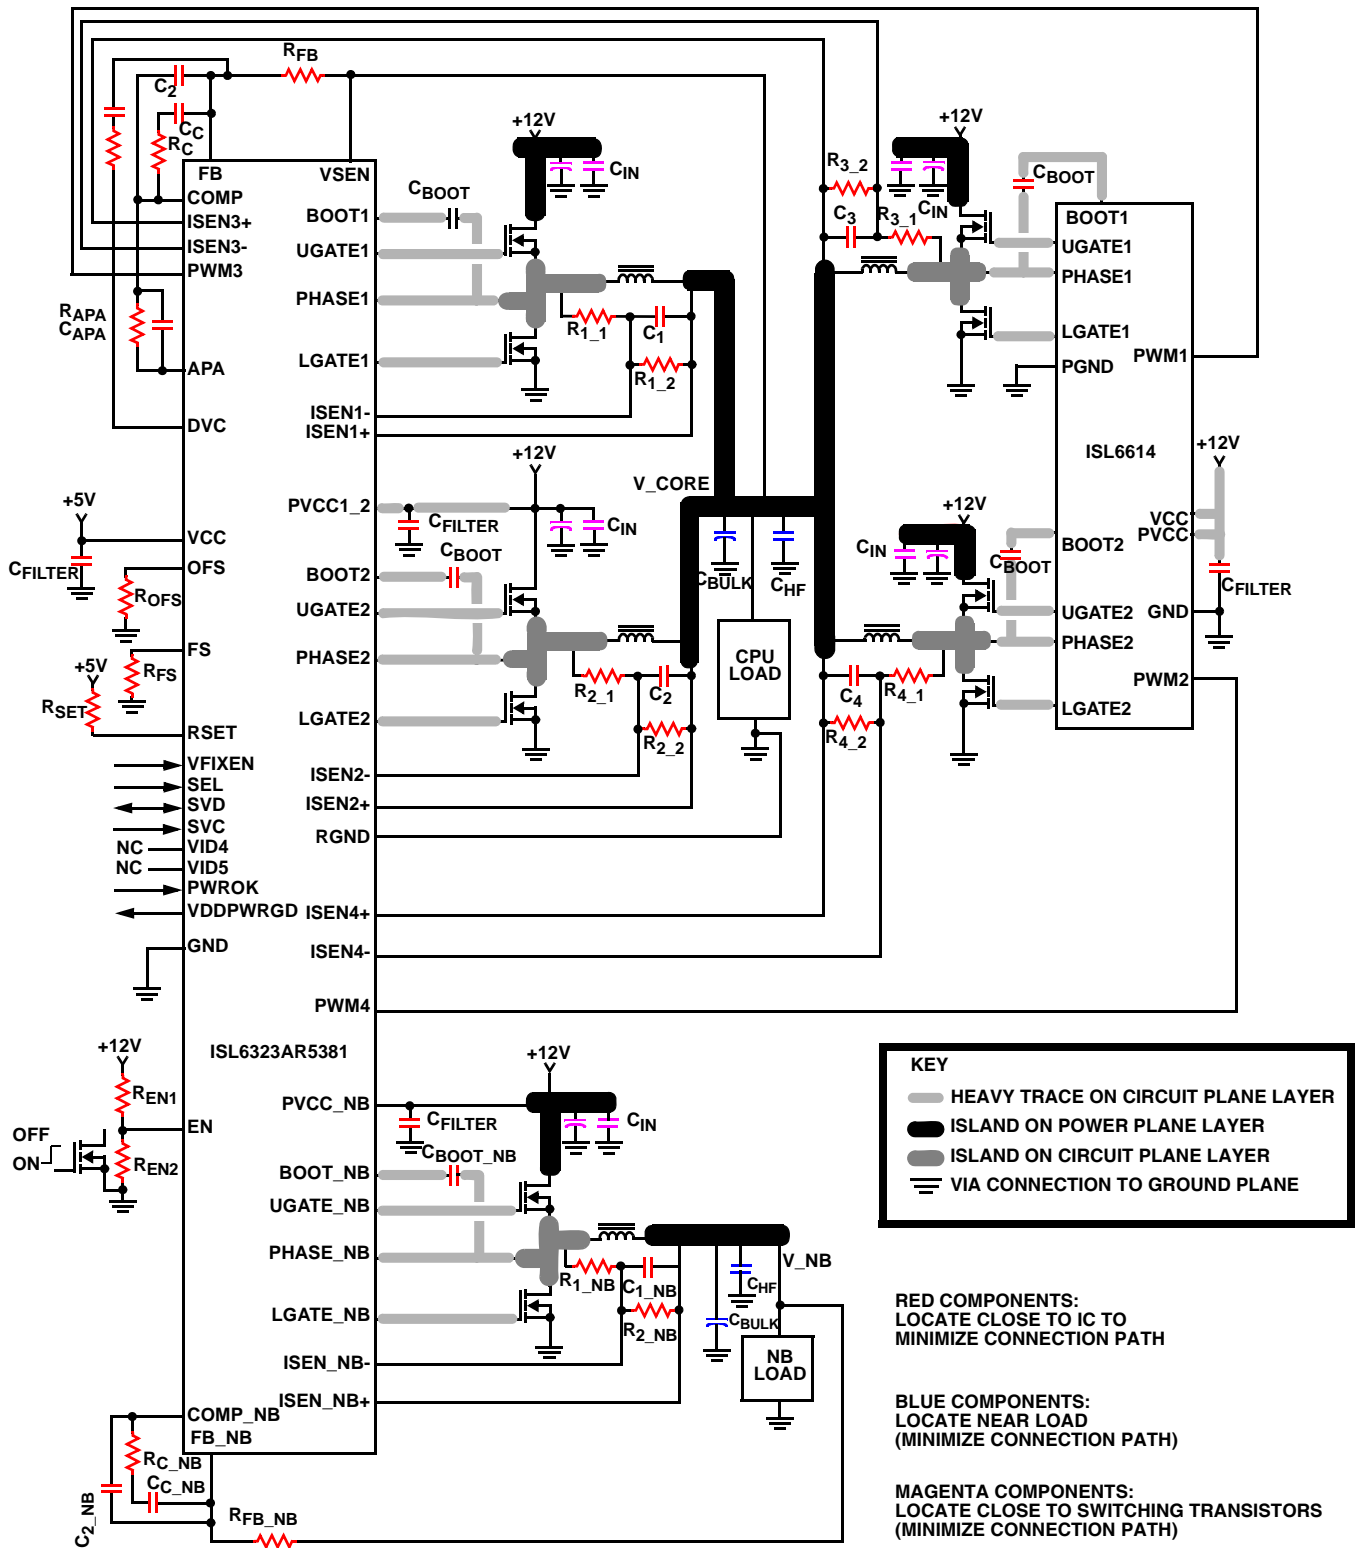 RFB
C2
CC
RC
FB
VSEN
COMP
ISEN3+
ISEN3-
PWM3
RAPA
CAPA
APA
DVC
+5V
VCC
CFILTER
OFS
ROFS
FS
RFS
+5V
RSET
RSET
VFIXEN
SEL
SVD
SVC
NC
VID4
NC
VID5
PWROK
VDDPWRGD
GND
+12V
REN1
EN
OFF
ON
REN2
COMP_NB
FB_NB
RC_NB
CC_NB
C2_NB
RFB_NB
BOOT1
UGATE1
PHASE1
LGATE1
ISEN1-
ISEN1+
PVCC1_2
BOOT2
UGATE2
PHASE2
LGATE2
ISEN2-
ISEN2+
RGND
ISEN4+
ISEN4-
PWM4
ISL6323AR5381
PVCC_NB
BOOT_NB
UGATE_NB
PHASE_NB
LGATE_NB
ISEN_NB-
ISEN_NB+
+12V
CBOOT
CIN
R1_1
C1
R1_2
+12V
CFILTER
CIN
CBOOT
R2_1
C2
R2_2
V_CORE
CBULK
CHF
CPU
LOAD
+12V
CFILTER
CIN
CBOOT_NB
R1_NB
C1_NB
R2_NB
V_NB
CHF
CBULK
NB
LOAD
+12V
R3_2
C3
R3_1
CIN
CBOOT
BOOT1
UGATE1
PHASE1
LGATE1
PGND
PWM1
ISL6614
+12V
VCC
PVCC
CFILTER
GND
+12V
CIN
CBOOT
BOOT2
UGATE2
PHASE2
PWM2
LGATE2
C4
R4_1
R4_2
KEY
HEAVY TRACE ON CIRCUIT PLANE LAYER
ISLAND ON POWER PLANE LAYER
ISLAND ON CIRCUIT PLANE LAYER
VIA CONNECTION TO GROUND PLANE
RED COMPONENTS:
LOCATE CLOSE TO IC TO
MINIMIZE CONNECTION PATH
BLUE COMPONENTS:
LOCATE NEAR LOAD
(MINIMIZE CONNECTION PATH)
MAGENTA COMPONENTS:
LOCATE CLOSE TO SWITCHING TRANSISTORS
(MINIMIZE CONNECTION PATH)